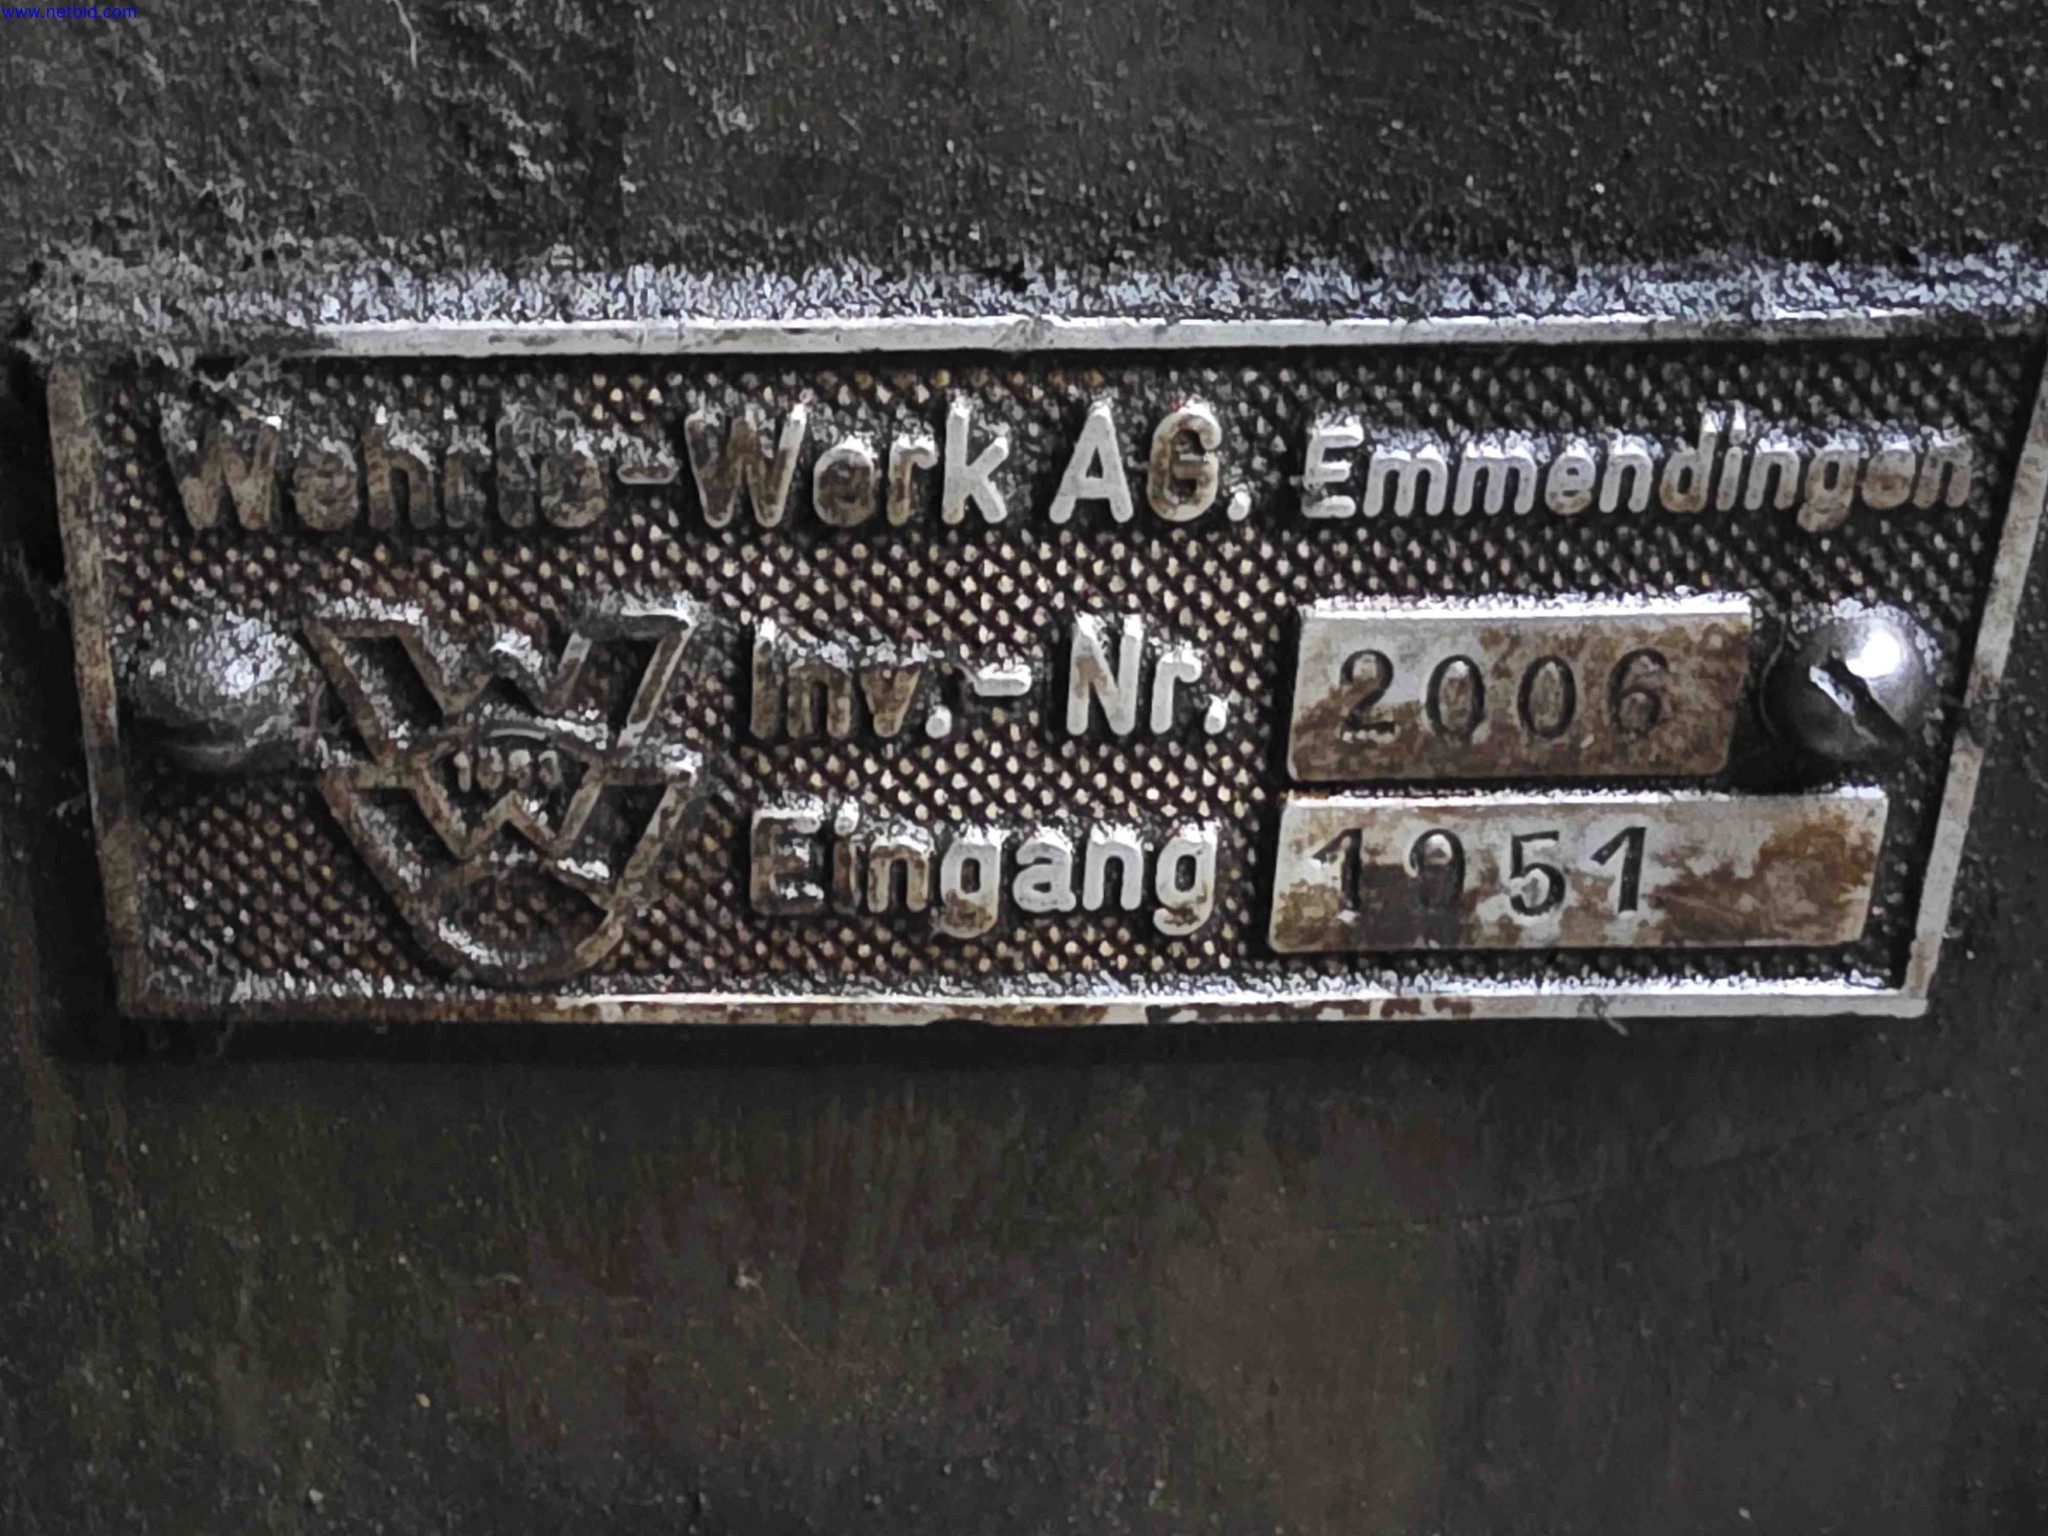 www.netbid.com
Wehrle-Werk AG. Emmendingen
Inv.-Nr. 2006
Eingang 1951